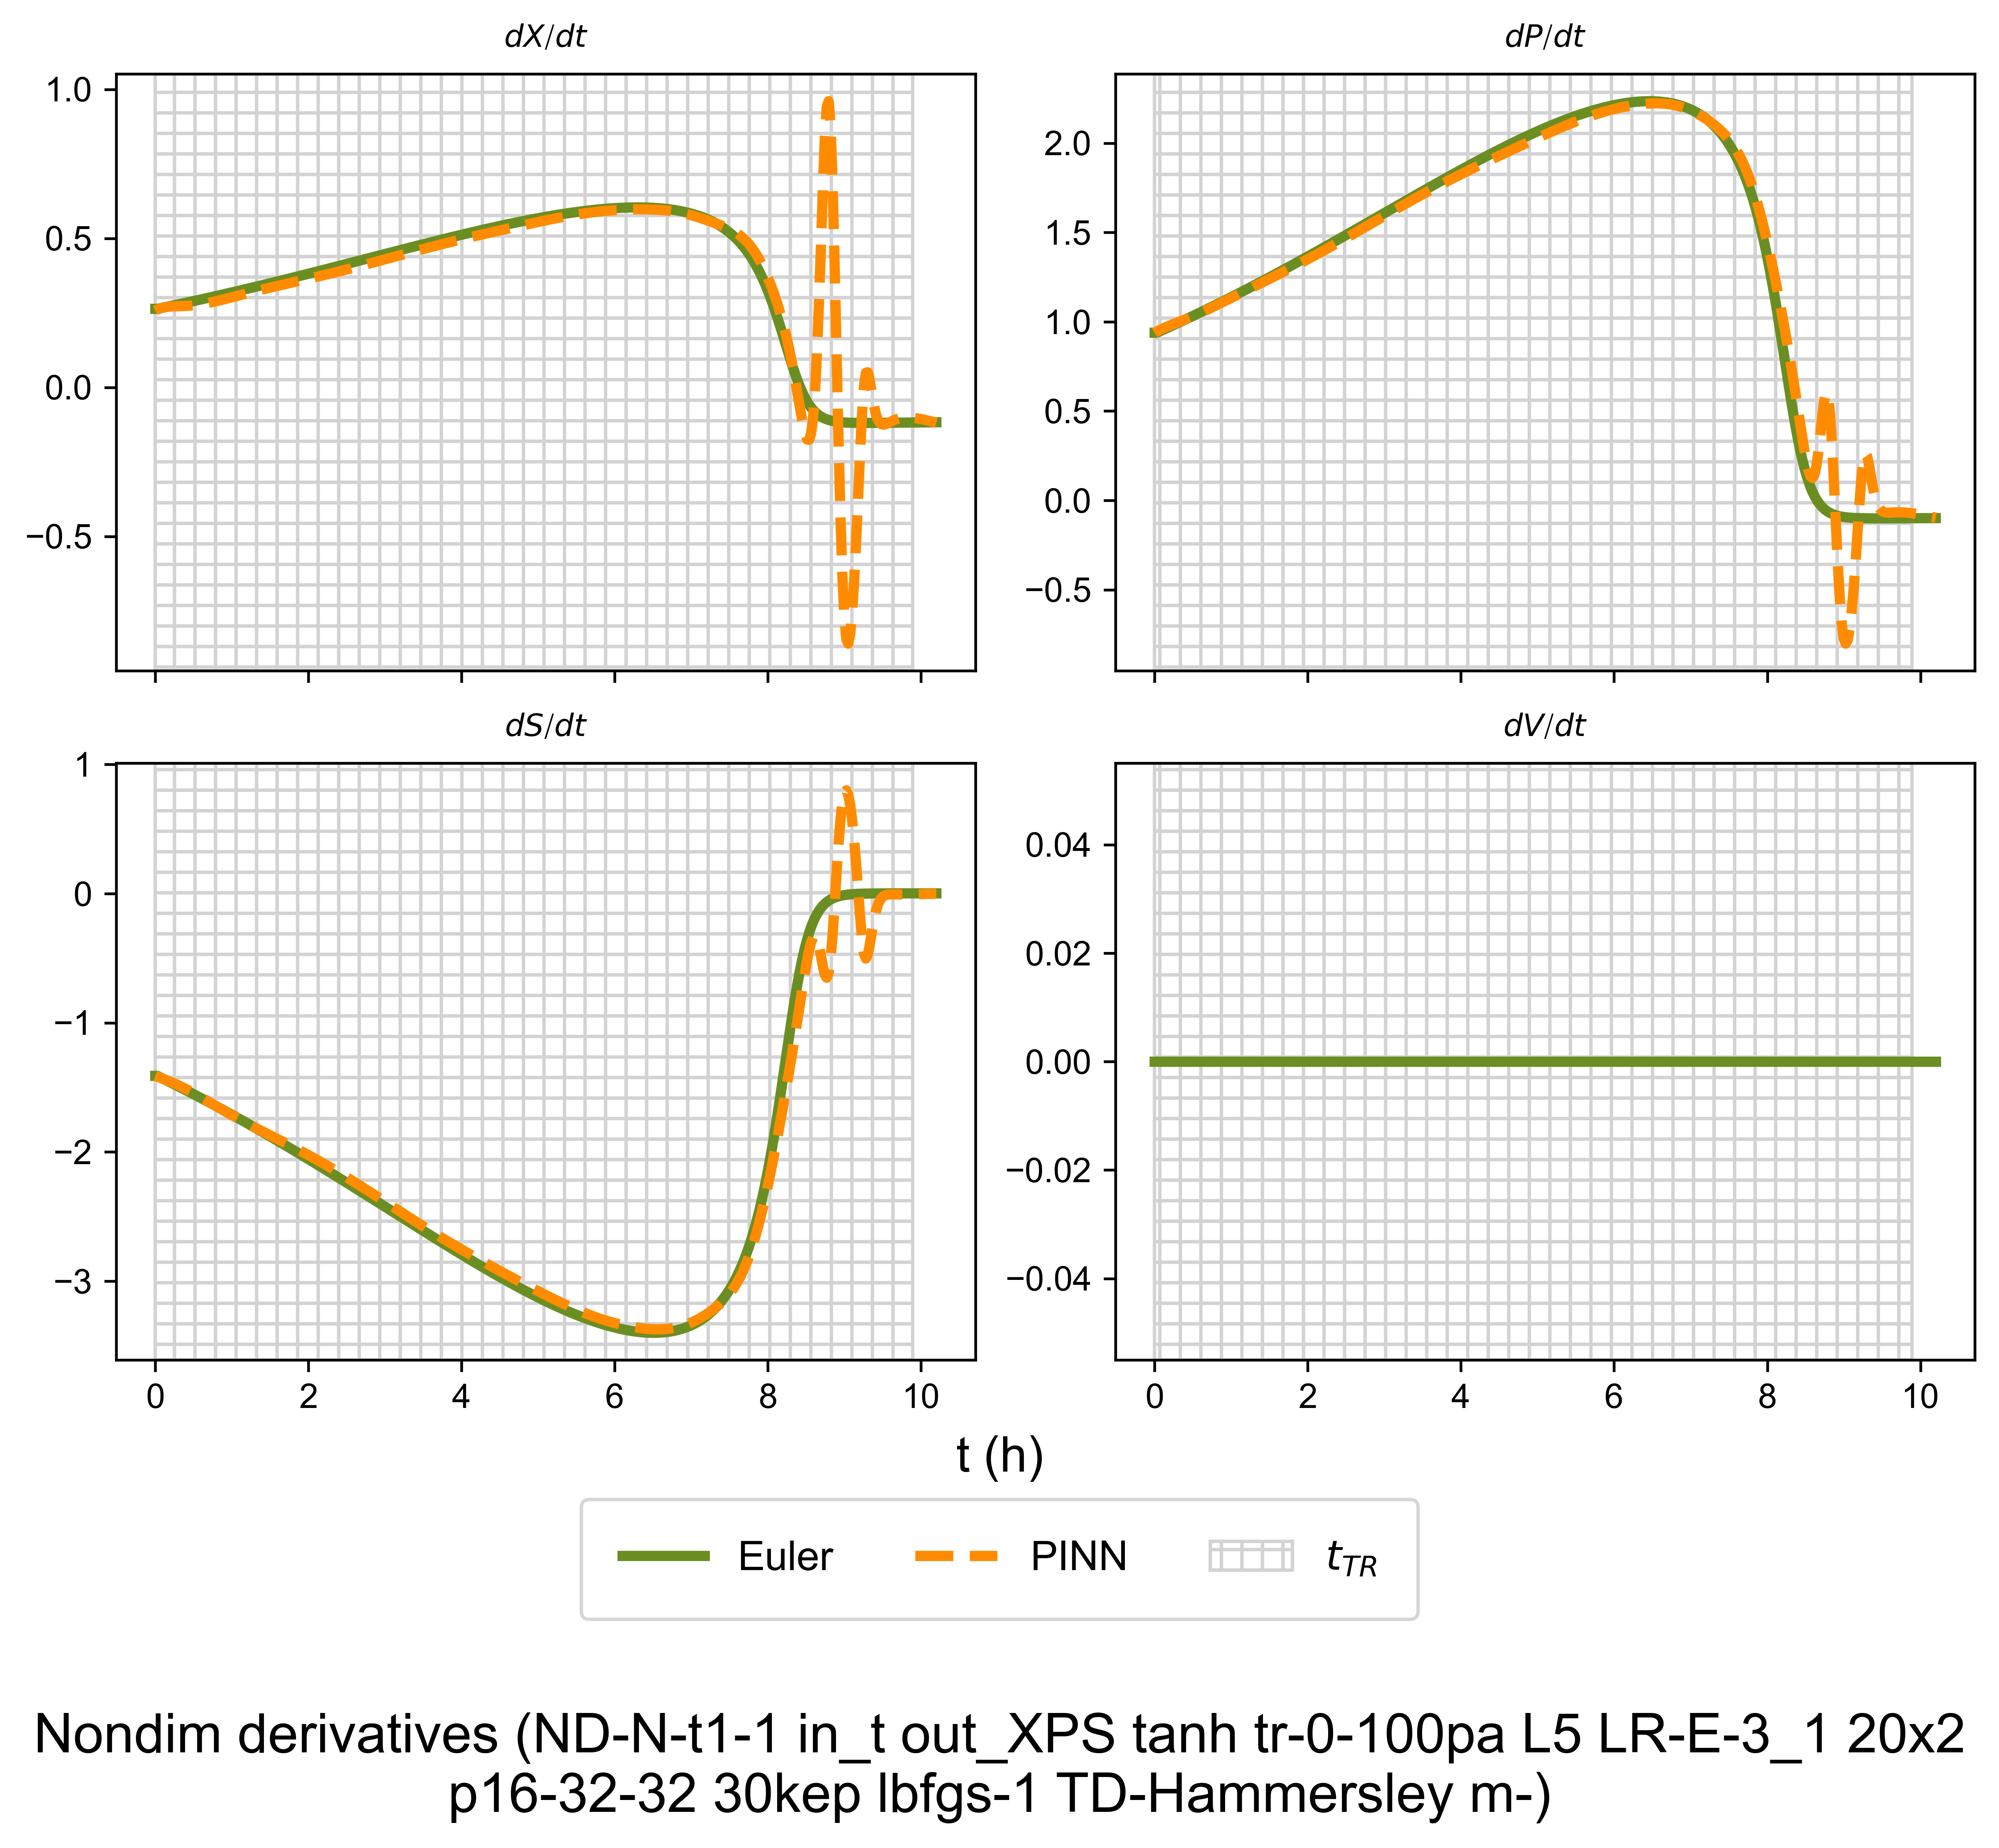 dX/dt
dP/dt
1.0
0.5
0.0
−0.5
2.0
1.5
1.0
0.5
0.0
−0.5
dS/dt
dV/dt
1
0
−1
−2
−3
0 2 4 6 8 10
0.04
0.02
0.00
−0.02
−0.04
0 2 4 6 8 10
t (h)
Euler PINN t_TR
Nondim derivatives (ND-N-t1-1 in_t out_XPS tanh tr-0-100pa L5 LR-E-3_1 20x2
p16-32-32 30kep lbfgs-1 TD-Hammersley m-)